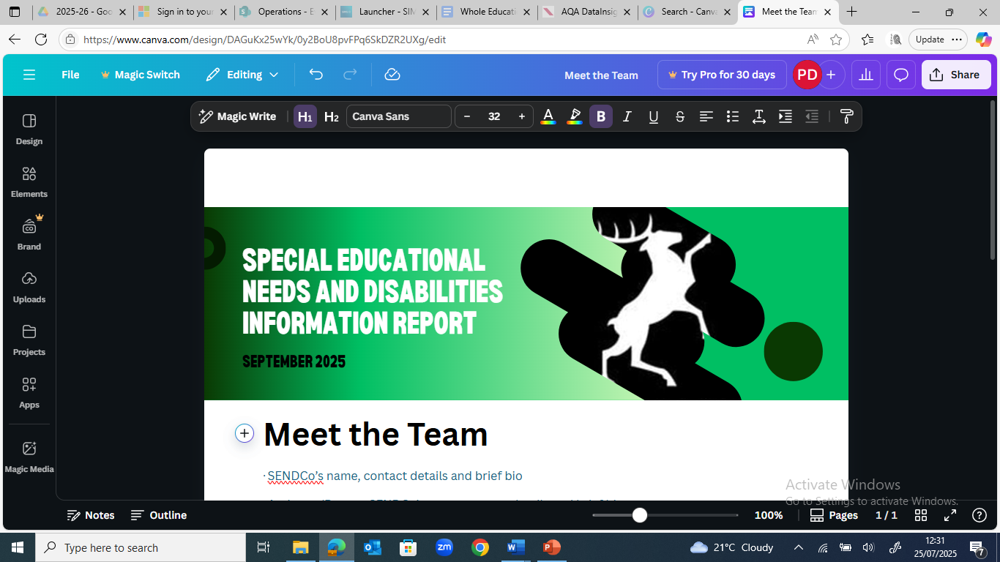 2025-26 - Goo
Sign in to your
Operations - E
Launcher - SIM
Whole Educati
AQA DataInsig
Search - Canva
Meet the Team
https://www.canva.com/design/DAGuKx25wYk/0y2BoU8pvFPq6SkDZR2UXg/edit
Update
File
Magic Switch
Editing
Meet the Team
Try Pro for 30 days
PD
Share
Magic Write
H1
H2
Canva Sans
– 32 +
A
B
I
U
S
T
Design
Elements
Brand
Uploads
Projects
Apps
Magic Media
SPECIAL EDUCATIONAL
NEEDS AND DISABILITIES
INFORMATION REPORT
SEPTEMBER 2025
Meet the Team
· SENDCo’s name, contact details and brief bio
Activate Windows
Go to Settings to activate Windows.
Notes
Outline
100%
Pages
1 / 1
Type here to search
zm
21°C Cloudy
12:31
25/07/2025
7